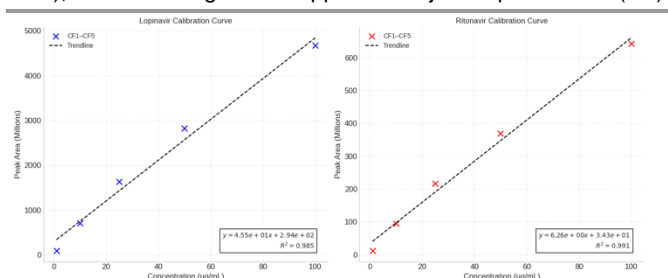 Lopinavir Calibration Curve
CF1–CF5
Trendline
5000
4000
3000
2000
1000
0
Peak Area (Millions)
y = 4.55e + 01x + 2.94e + 02
R² = 0.985
0 20 40 60 80 100
Concentration (µg/mL)
Ritonavir Calibration Curve
CF1–CF5
Trendline
600
500
400
300
200
100
0
Peak Area (Millions)
y = 6.26e + 00x + 3.43e + 01
R² = 0.991
0 20 40 60 80 100
Concentration (µg/mL)